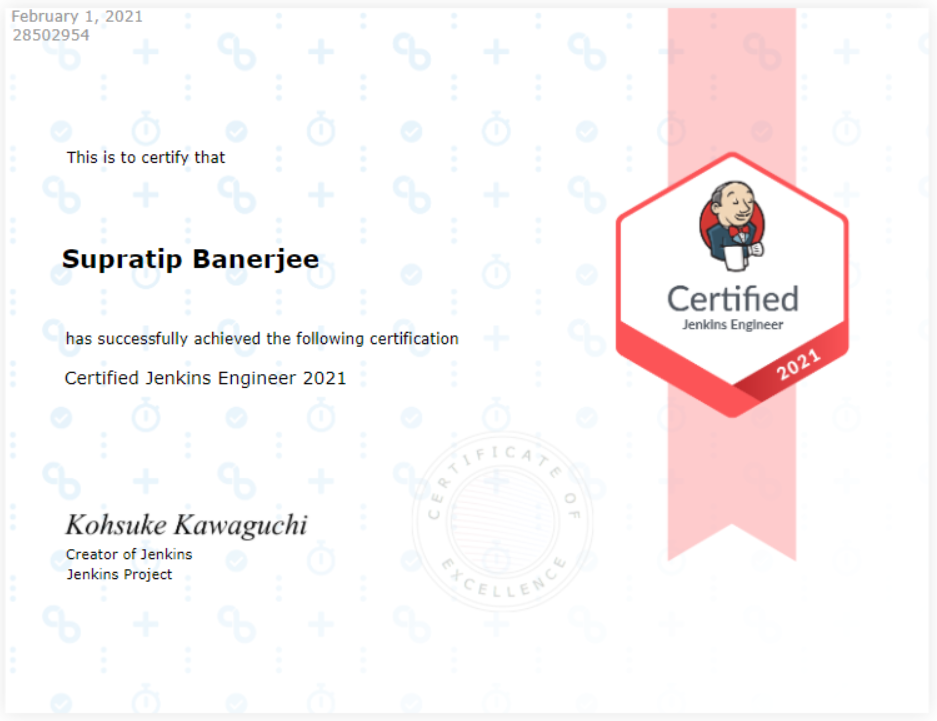 February 1, 2021
28502954
This is to certify that
Supratip Banerjee
has successfully achieved the following certification
Certified Jenkins Engineer 2021
Certified
Jenkins Engineer
2021
CERTIFICATE OF
EXCELLENCE
Kohsuke Kawaguchi
Creator of Jenkins
Jenkins Project